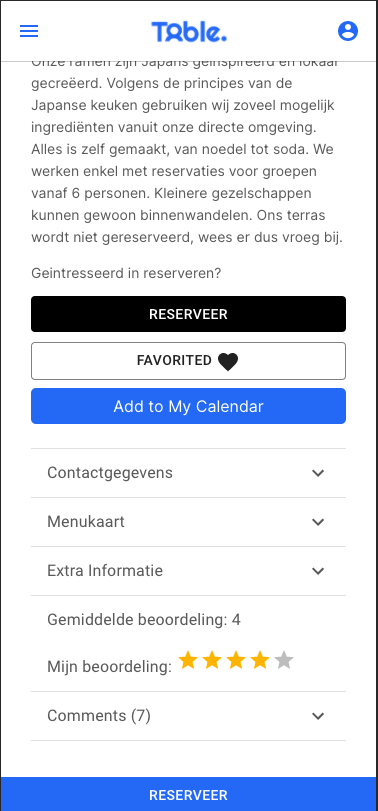 Table.
Onze ramen zijn Japans geïnspireerd en lokaal
gecreëerd. Volgens de principes van de
Japanse keuken gebruiken wij zoveel mogelijk
ingrediënten vanuit onze directe omgeving.
Alles is zelf gemaakt, van noedel tot soda. We
werken enkel met reservaties voor groepen
vanaf 6 personen. Kleinere gezelschappen
kunnen gewoon binnenwandelen. Ons terras
wordt niet gereserveerd, wees er dus vroeg bij.
Geintresseerd in reserveren?
RESERVEER
FAVORITED
Add to My Calendar
Contactgegevens
Menukaart
Extra Informatie
Gemiddelde beoordeling: 4
Mijn beoordeling:
Comments (7)
RESERVEER